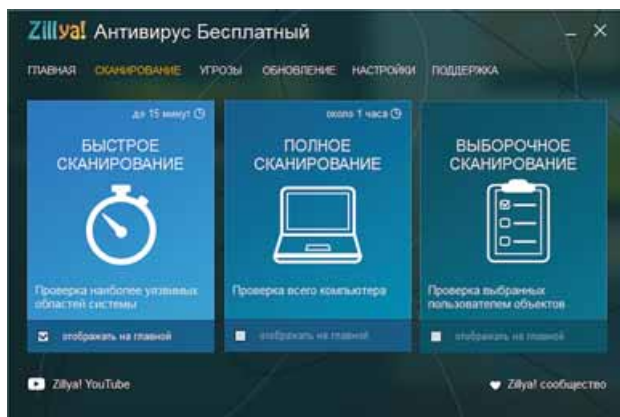 Zillya! Антивирус Бесплатный
ГЛАВНАЯ СКАНИРОВАНИЕ УГРОЗЫ ОБНОВЛЕНИЕ НАСТРОЙКИ ПОДДЕРЖКА
до 15 минут
БЫСТРОЕ
СКАНИРОВАНИЕ
Проверка наиболее уязвимых
областей системы
отображать на главной
около 1 часа
ПОЛНОЕ
СКАНИРОВАНИЕ
Проверка всего компьютера
отображать на главной
ВЫБОРОЧНОЕ
СКАНИРОВАНИЕ
Проверка выбранных
пользователем объектов
отображать на главной
Zillya! YouTube
Zillya! сообщество